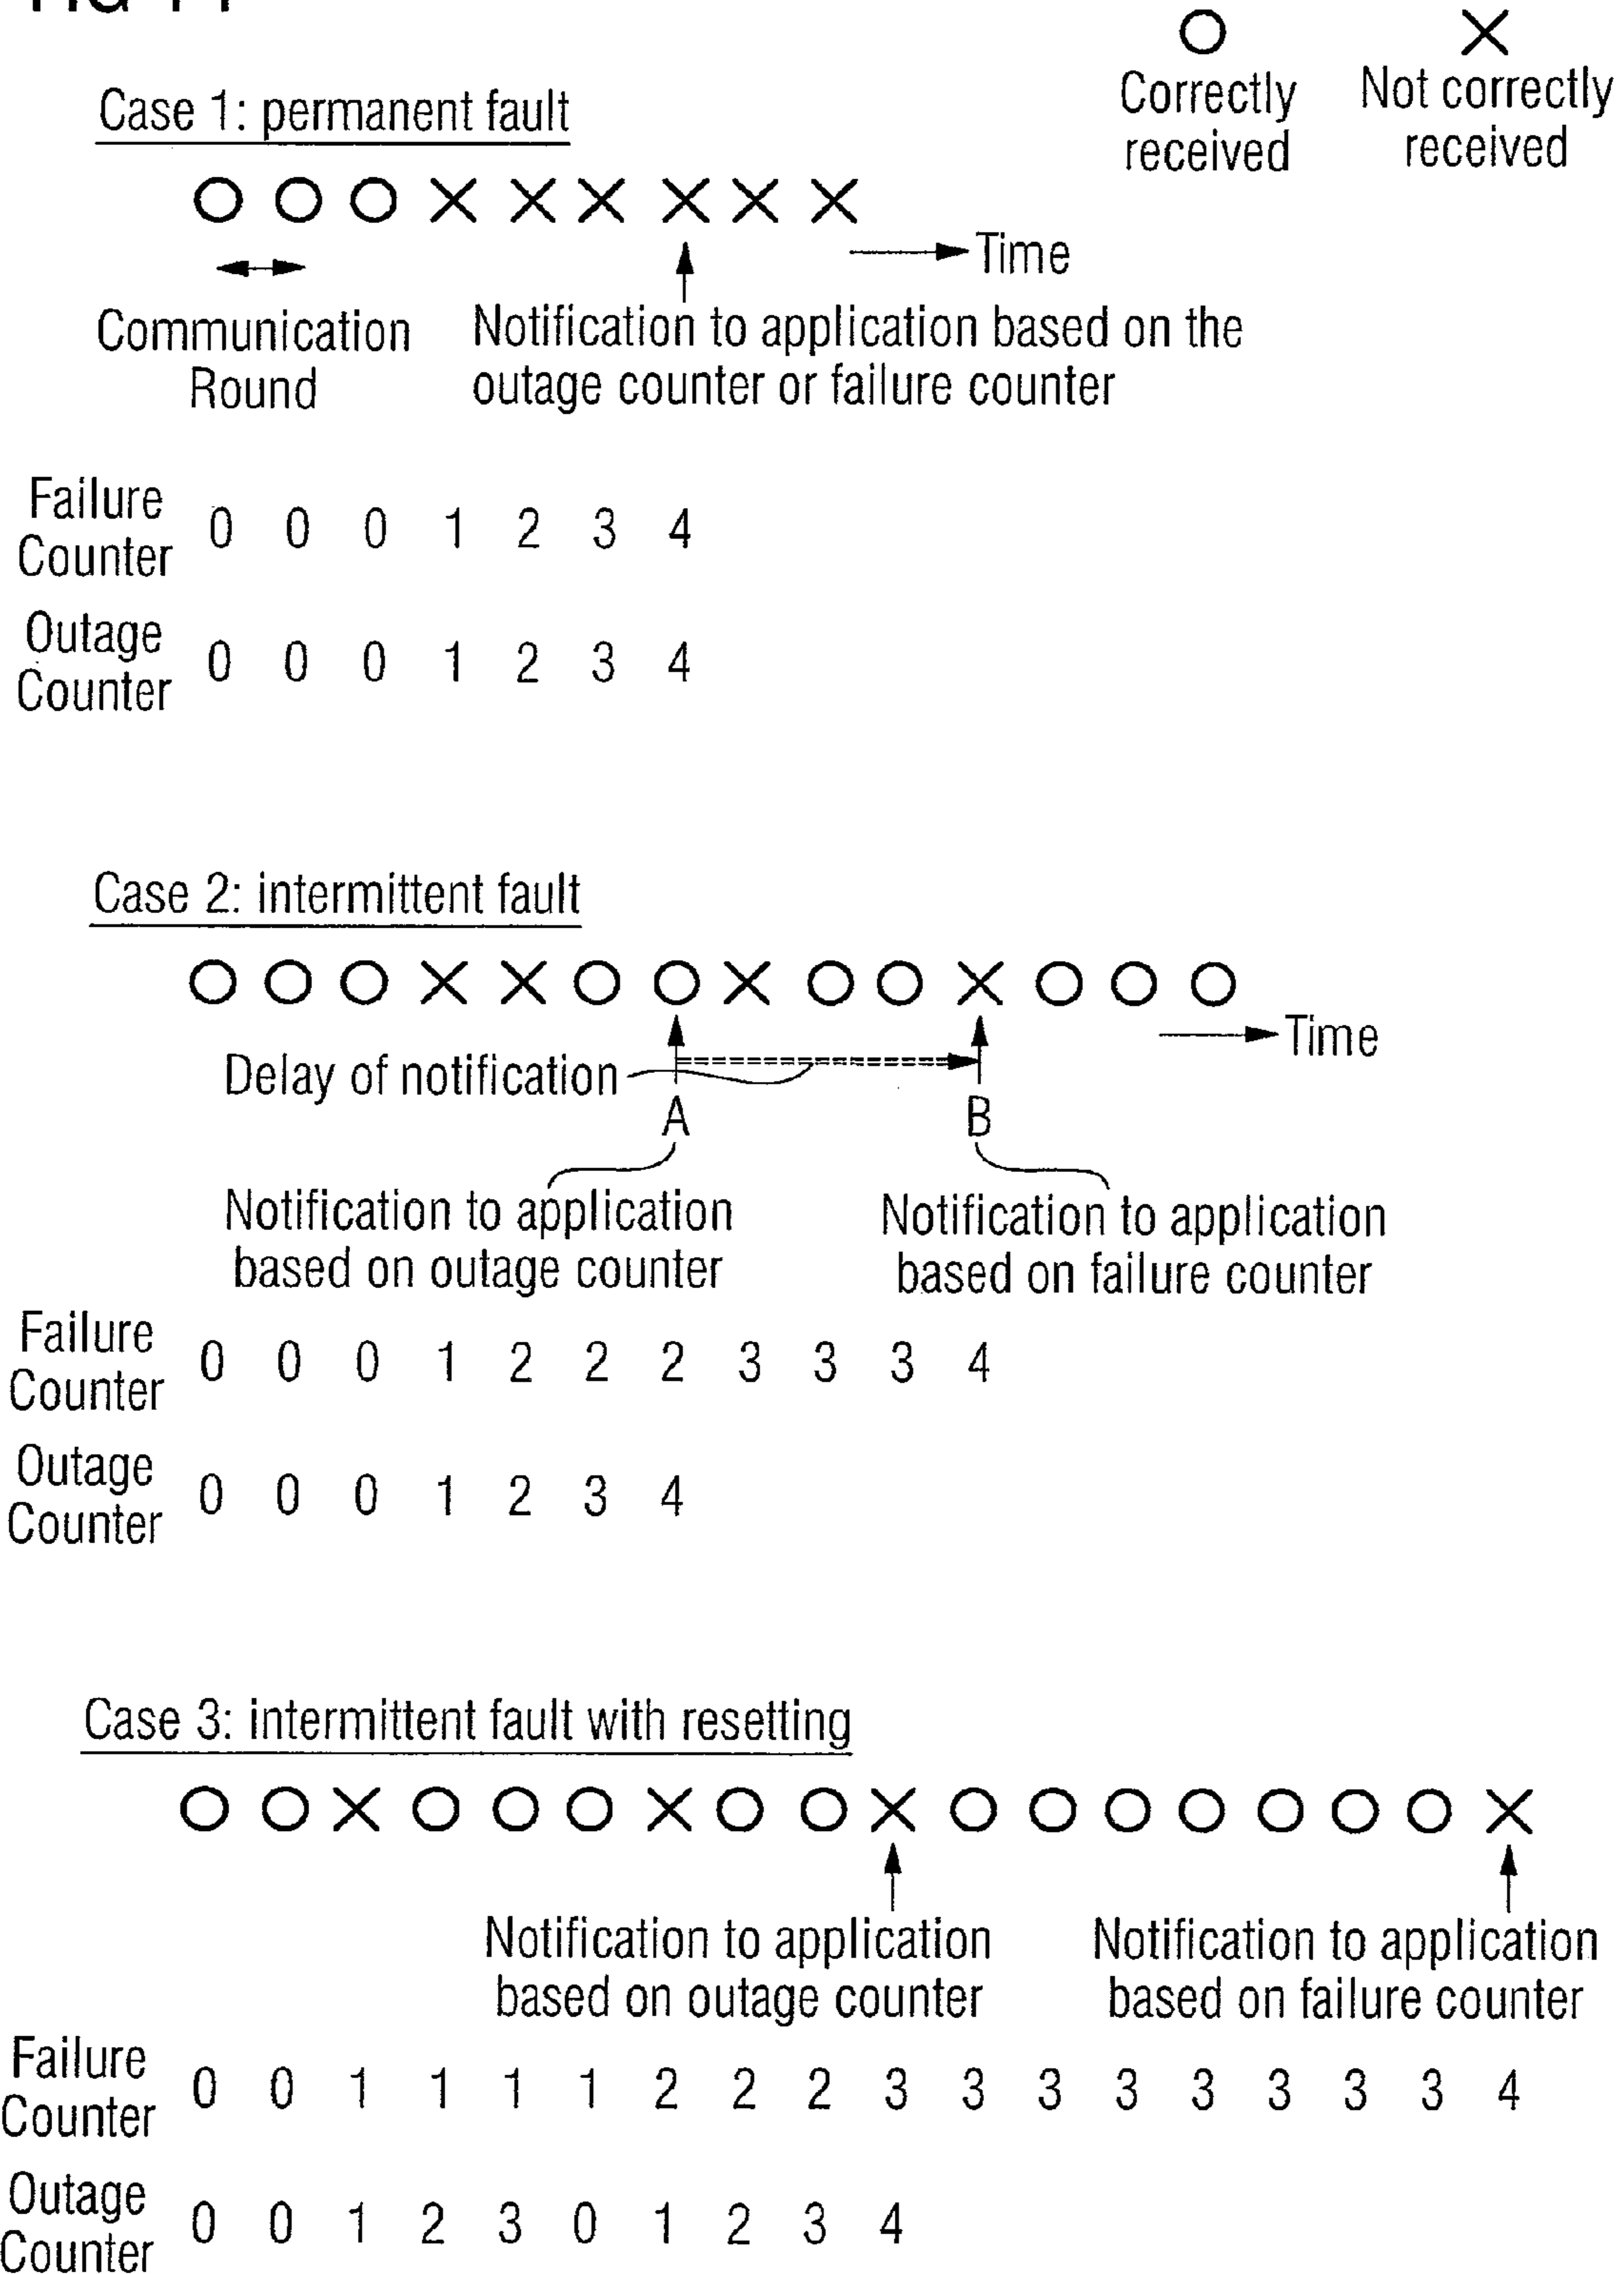 Correctly received
Not correctly received
Case 1: permanent fault
Time
Communication Round
Notification to application based on the
outage counter or failure counter
Failure Counter 0 0 0 1 2 3 4
Outage Counter 0 0 0 1 2 3 4
Case 2: intermittent fault
Time
Delay of notification
A
B
Notification to application
based on outage counter
Notification to application
based on failure counter
Failure Counter 0 0 0 1 2 2 2 3 3 3 4
Outage Counter 0 0 0 1 2 3 4
Case 3: intermittent fault with resetting
Notification to application
based on outage counter
Notification to application
based on failure counter
Failure Counter 0 0 1 1 1 1 2 2 2 3 3 3 3 3 3 3 3 4
Outage Counter 0 0 1 2 3 0 1 2 3 4